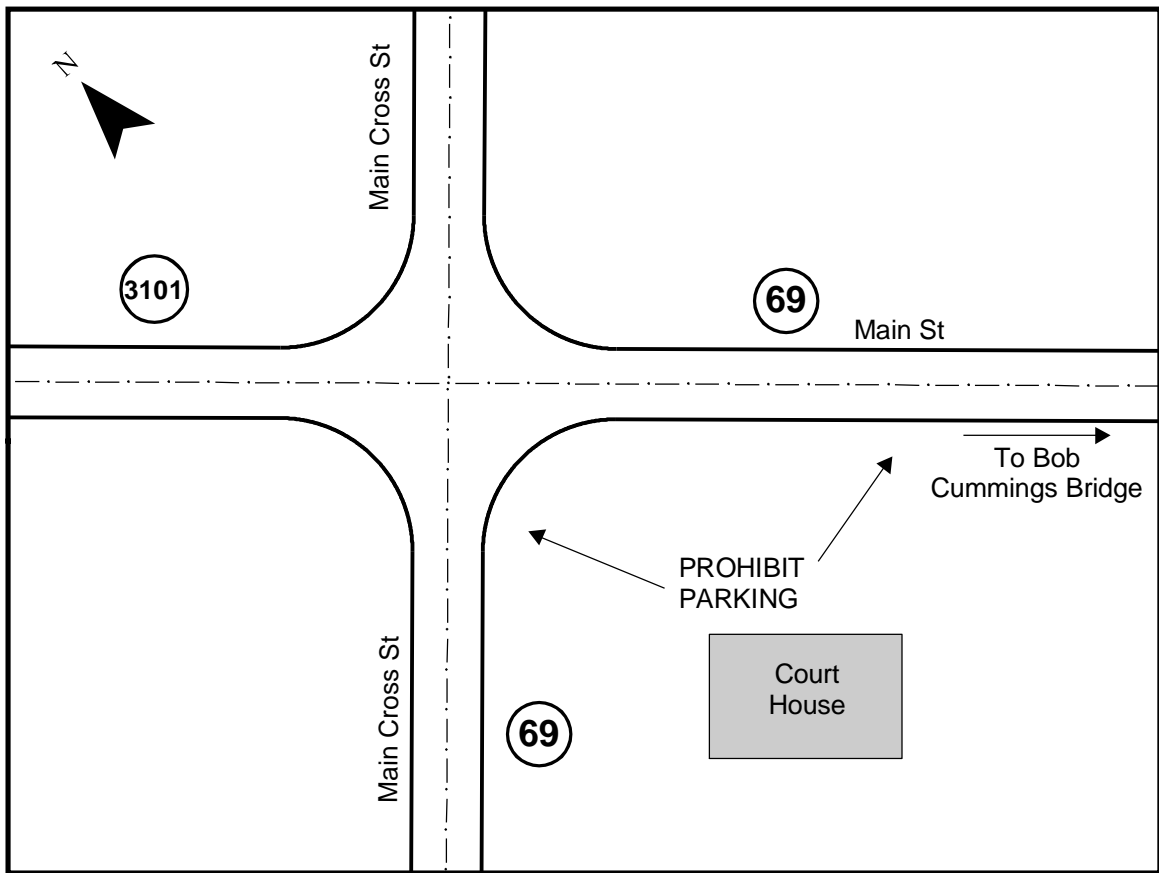 N
Main Cross St
3101
69
Main St
To Bob
Cummings Bridge
PROHIBIT
PARKING
Court
House
Main Cross St
69